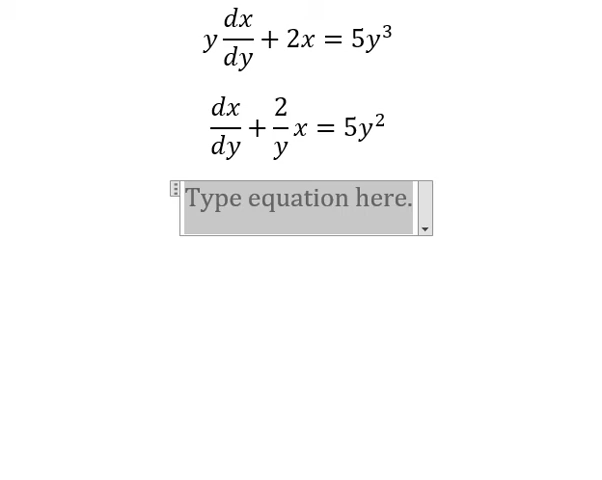 y dx/dy + 2x = 5y³
dx/dy + 2/y x = 5y²
Type equation here.